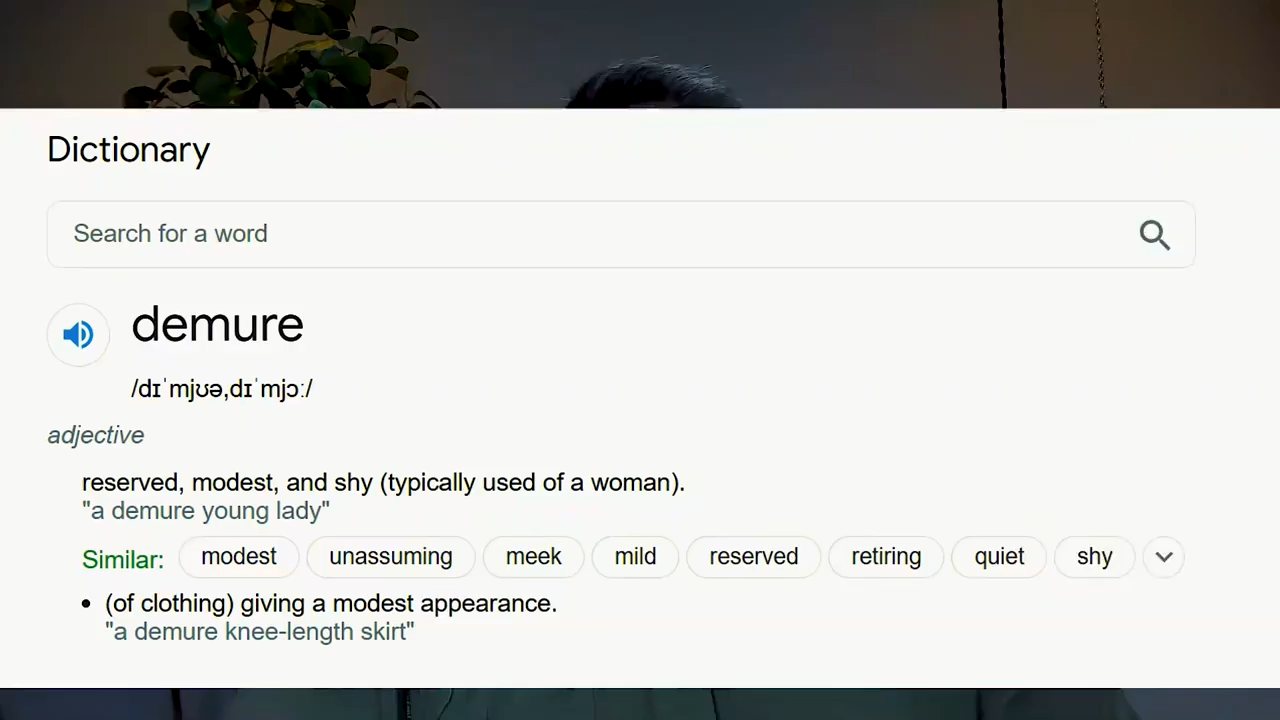 Dictionary
Search for a word
demure
/dɪˈmjʊə,dɪˈmjɔː/
adjective
reserved, modest, and shy (typically used of a woman).
"a demure young lady"
Similar: modest unassuming meek mild reserved retiring quiet shy
• (of clothing) giving a modest appearance.
"a demure knee-length skirt"